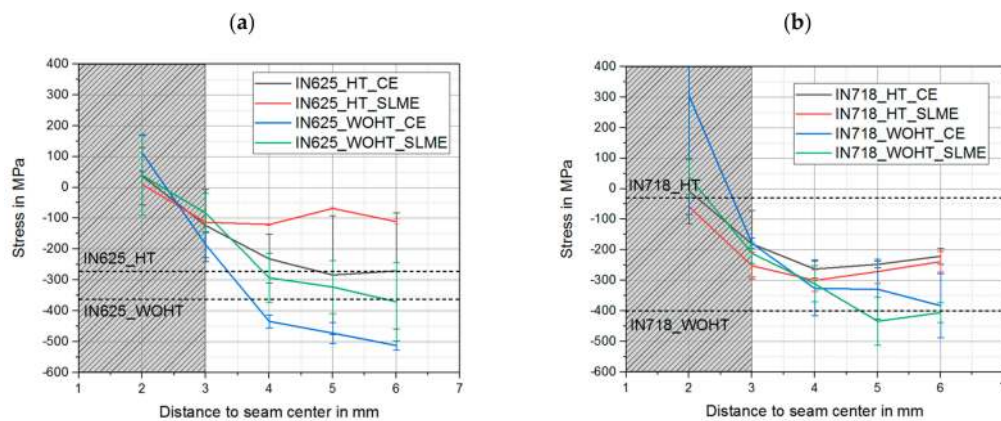 (a)
400
300
200
100
0
-100
-200
-300
-400
-500
-600
Stress in MPa
IN625_HT_CE
IN625_HT_SLME
IN625_WOHT_CE
IN625_WOHT_SLME
IN625_HT
IN625_WOHT
1 2 3 4 5 6 7
Distance to seam center in mm
(b)
400
300
200
100
0
-100
-200
-300
-400
-500
-600
Stress in MPa
IN718_HT_CE
IN718_HT_SLME
IN718_WOHT_CE
IN718_WOHT_SLME
IN718_HT
IN718_WOHT
1 2 3 4 5 6 7
Distance to seam center in mm